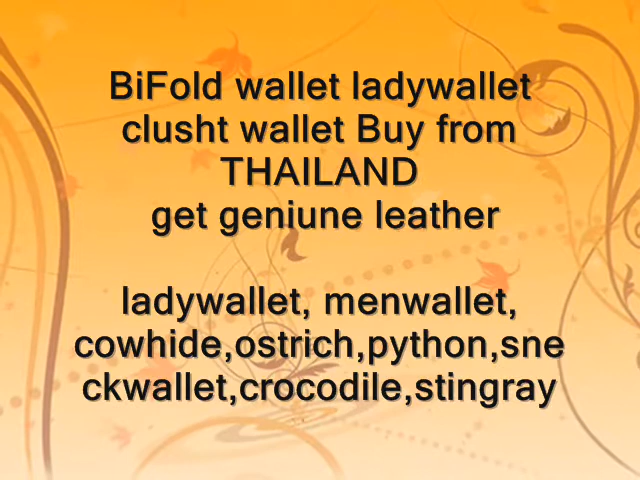 BiFold wallet ladywallet
clusht wallet Buy from
THAILAND
get geniune leather
ladywallet, menwallet,
cowhide,ostrich,python,sne
ckwallet,crocodile,stingray